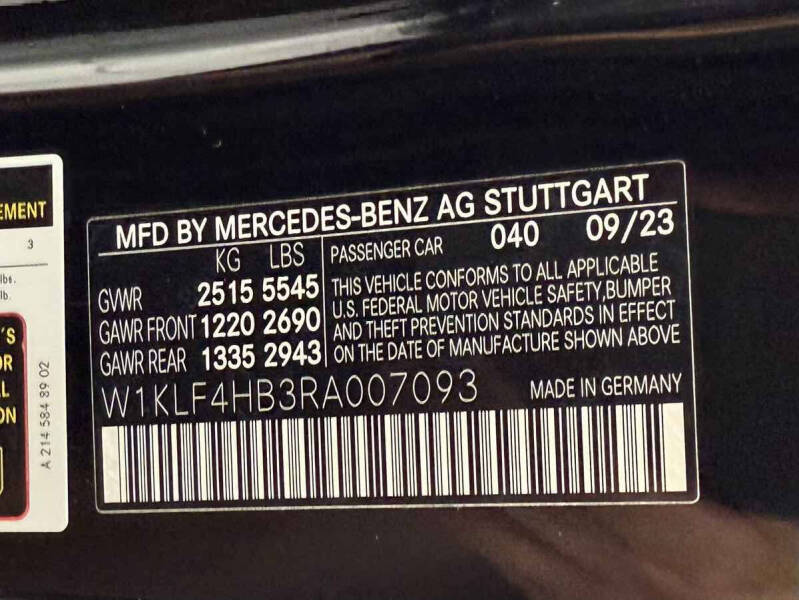 MFD BY MERCEDES-BENZ AG STUTTGART
KG LBS
GVWR 2515 5545
GAWR FRONT 1220 2690
GAWR REAR 1335 2943
PASSENGER CAR 040 09/23
THIS VEHICLE CONFORMS TO ALL APPLICABLE
U.S. FEDERAL MOTOR VEHICLE SAFETY,BUMPER
AND THEFT PREVENTION STANDARDS IN EFFECT
ON THE DATE OF MANUFACTURE SHOWN ABOVE
W1KLF4HB3RA007093 MADE IN GERMANY
EMENT
3
lbs.
lb.
'S
OR
L
ON
A 214 584 89 02